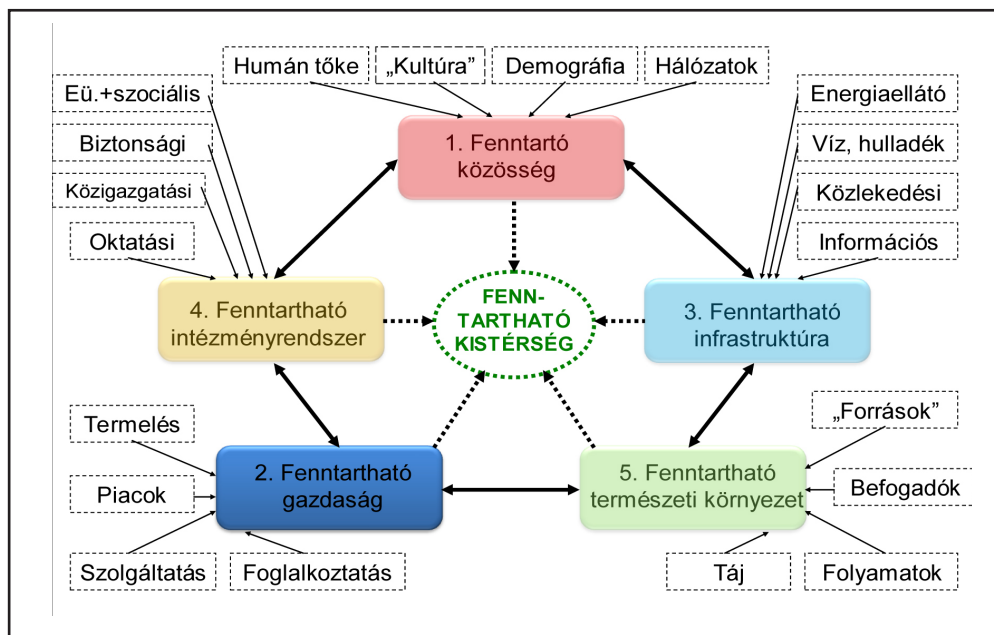 Humán tőke
„Kultúra”
Demográfia
Hálózatok
Eü.+szociális
Biztonsági
Közigazgatási
Oktatási
Energiaellátó
Víz, hulladék
Közlekedési
Információs
1. Fenntartó
közösség
4. Fenntartható
intézményrendszer
FENN-
TARTHATÓ
KISTÉRSÉG
3. Fenntartható
infrastruktúra
2. Fenntartható
gazdaság
5. Fenntartható
természeti környezet
Termelés
Piacok
Szolgáltatás
Foglalkoztatás
„Források”
Befogadók
Táj
Folyamatok